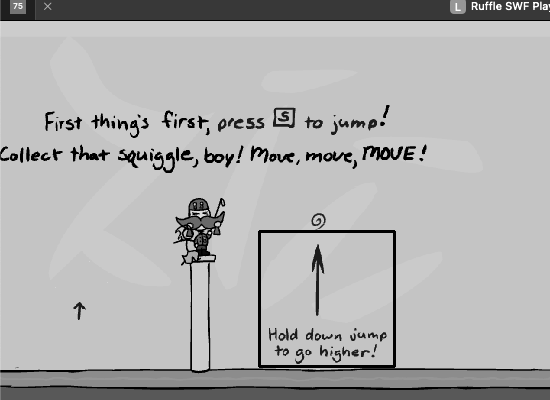 75
L Ruffle SWF Play
First thing's first, press S to jump!
Collect that squiggle, boy! Move, move, MOVE!
Hold down jump
to go higher!